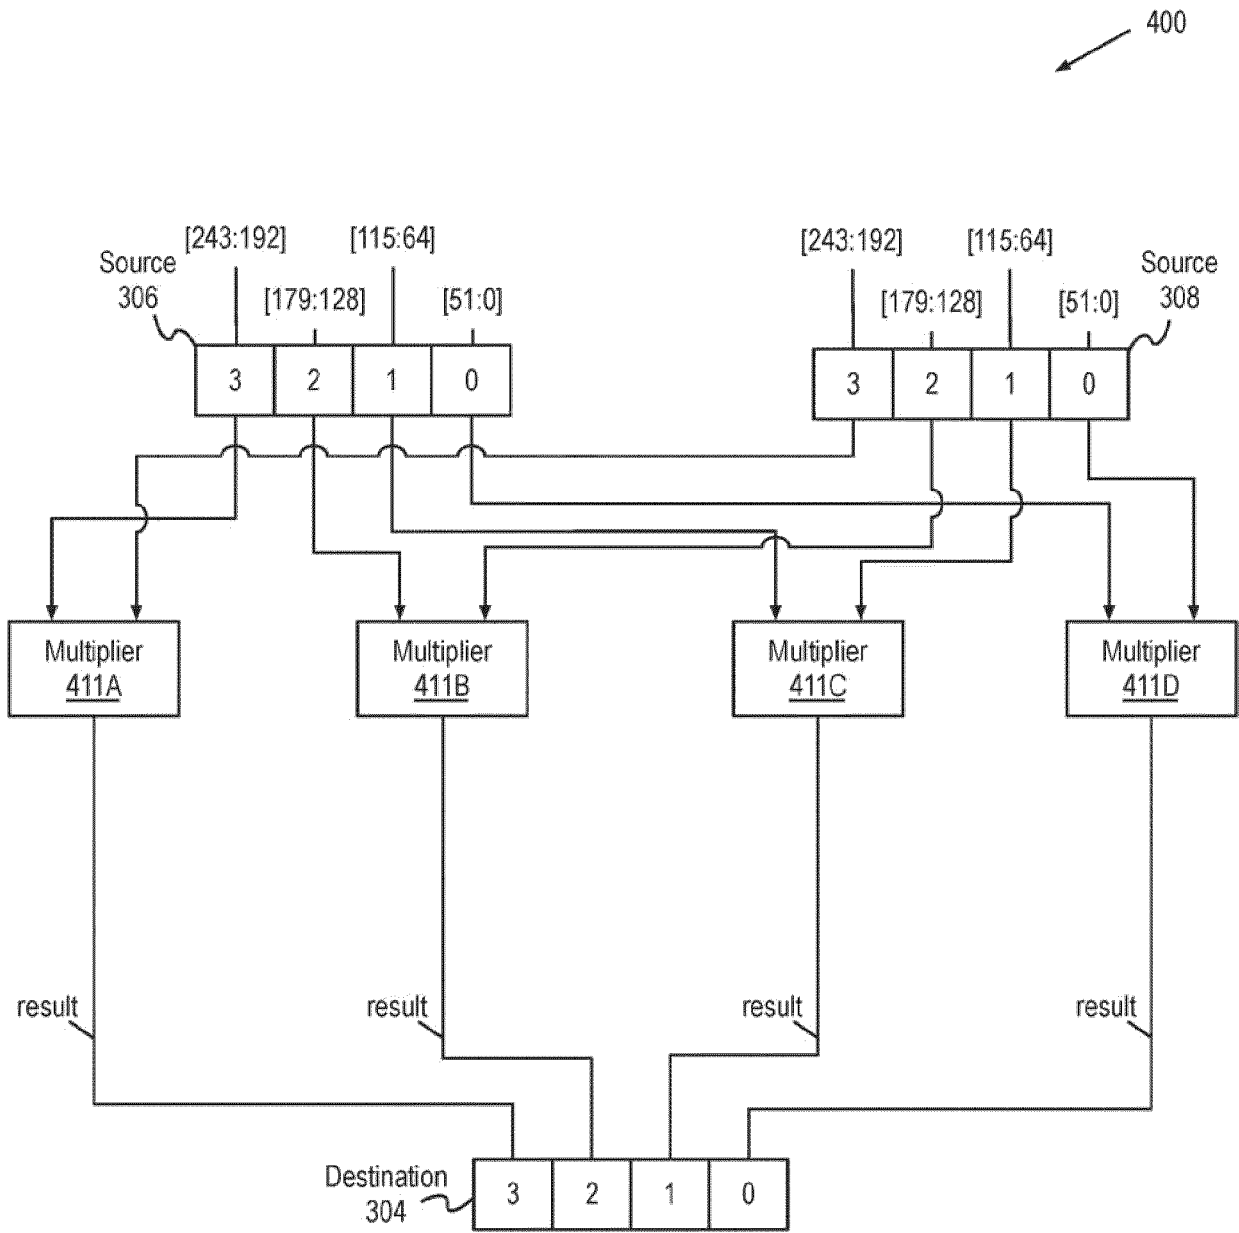 400
[243:192] [115:64] [243:192] [115:64]
Source
306
[179:128] [51:0] [179:128] [51:0]
Source
308
3 2 1 0 3 2 1 0
Multiplier
411A
Multiplier
411B
Multiplier
411C
Multiplier
411D
result result result result
Destination
304
3 2 1 0